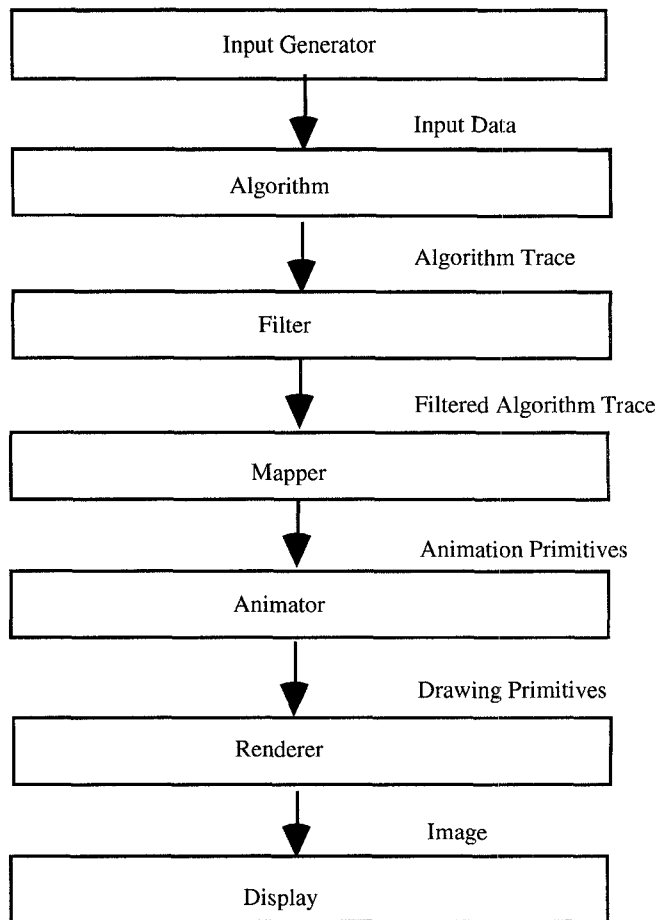 Input Generator
Input Data
Algorithm
Algorithm Trace
Filter
Filtered Algorithm Trace
Mapper
Animation Primitives
Animator
Drawing Primitives
Renderer
Image
Display